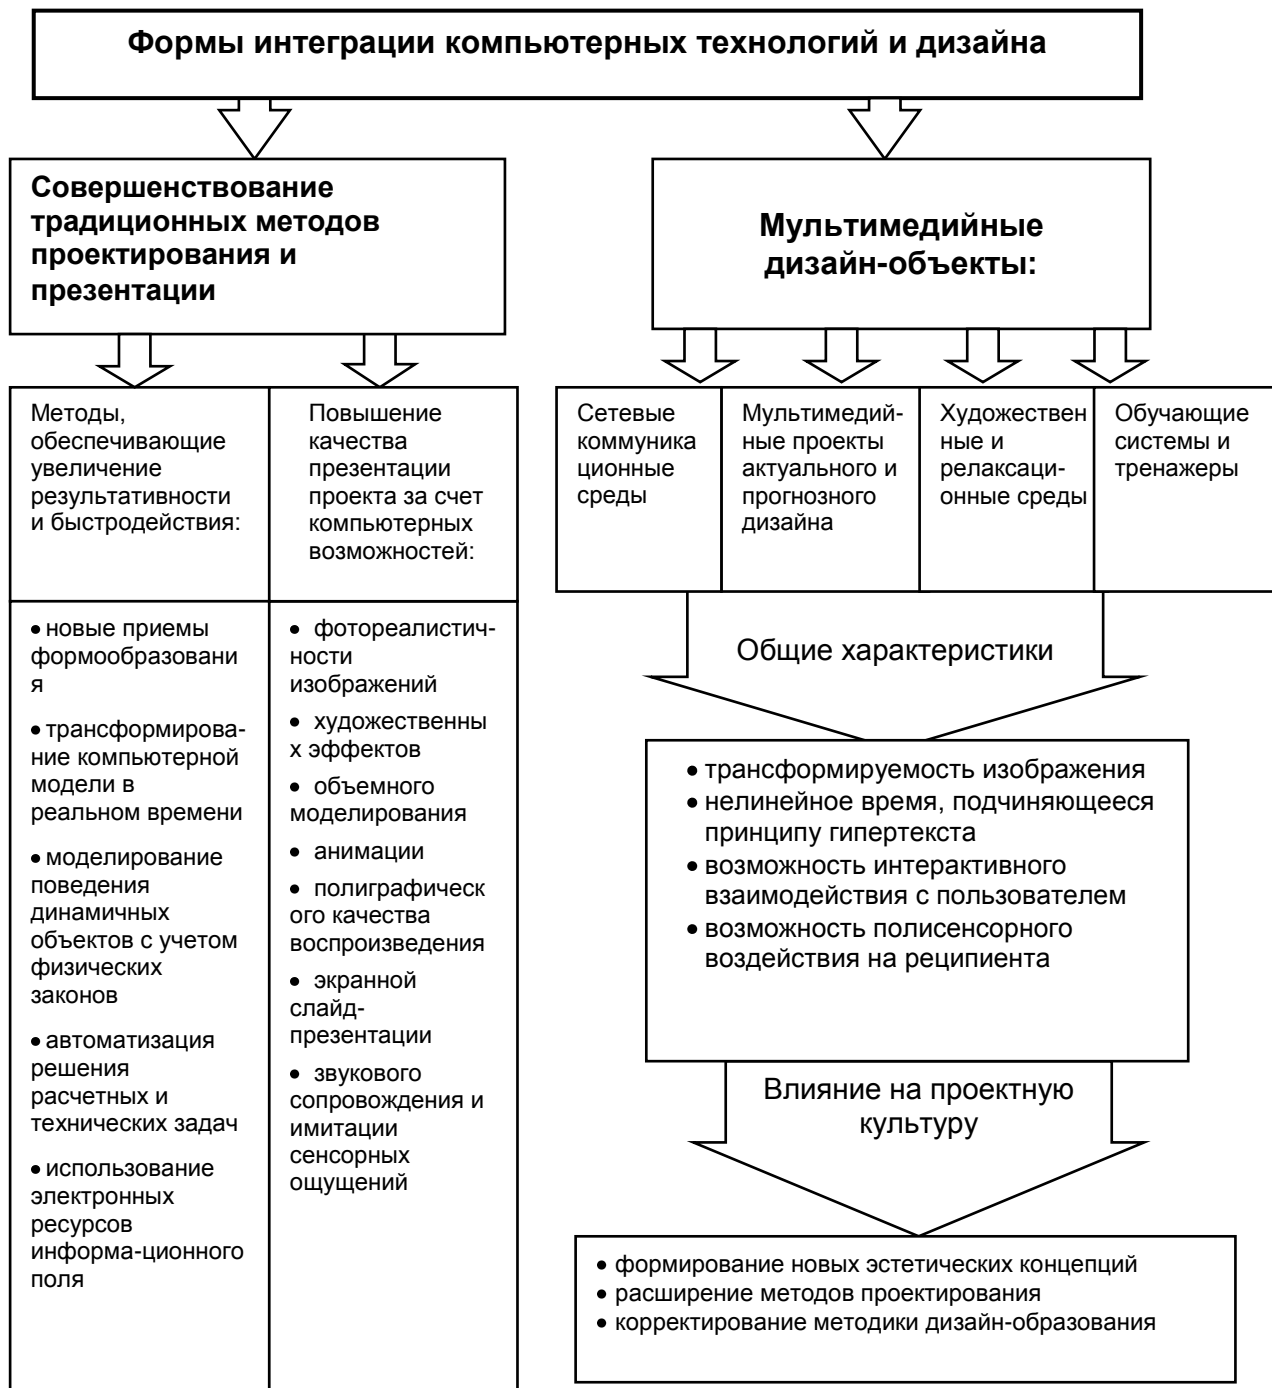 Формы интеграции компьютерных технологий и дизайна
Совершенствование
традиционных методов
проектирования и
презентации
Мультимедийные
дизайн-объекты:
Методы,
обеспечивающие
увеличение
результативности
и быстродействия:
Повышение
качества
презентации
проекта за счет
компьютерных
возможностей:
Сетевые
коммуника
ционные
среды
Мультимедий-
ные проекты
актуального и
прогнозного
дизайна
Художествен
ные и
релаксаци-
онные среды
Обучающие
системы и
тренажеры
• новые приемы
формообразовани
я
• трансформирова-
ние компьютерной
модели в
реальном времени
• моделирование
поведения
динамичных
объектов с учетом
физических
законов
• автоматизация
решения
расчетных и
технических задач
• использование
электронных
ресурсов
информа-ционного
поля
• фотореалистич-
ности
изображений
• художественны
х эффектов
• объемного
моделирования
• анимации
• полиграфическ
ого качества
воспроизведения
• экранной
слайд-
презентации
• звукового
сопровождения и
имитации
сенсорных
ощущений
Общие характеристики
• трансформируемость изображения
• нелинейное время, подчиняющееся
принципу гипертекста
• возможность интерактивного
взаимодействия с пользователем
• возможность полисенсорного
воздействия на реципиента
Влияние на проектную
культуру
• формирование новых эстетических концепций
• расширение методов проектирования
• корректирование методики дизайн-образования